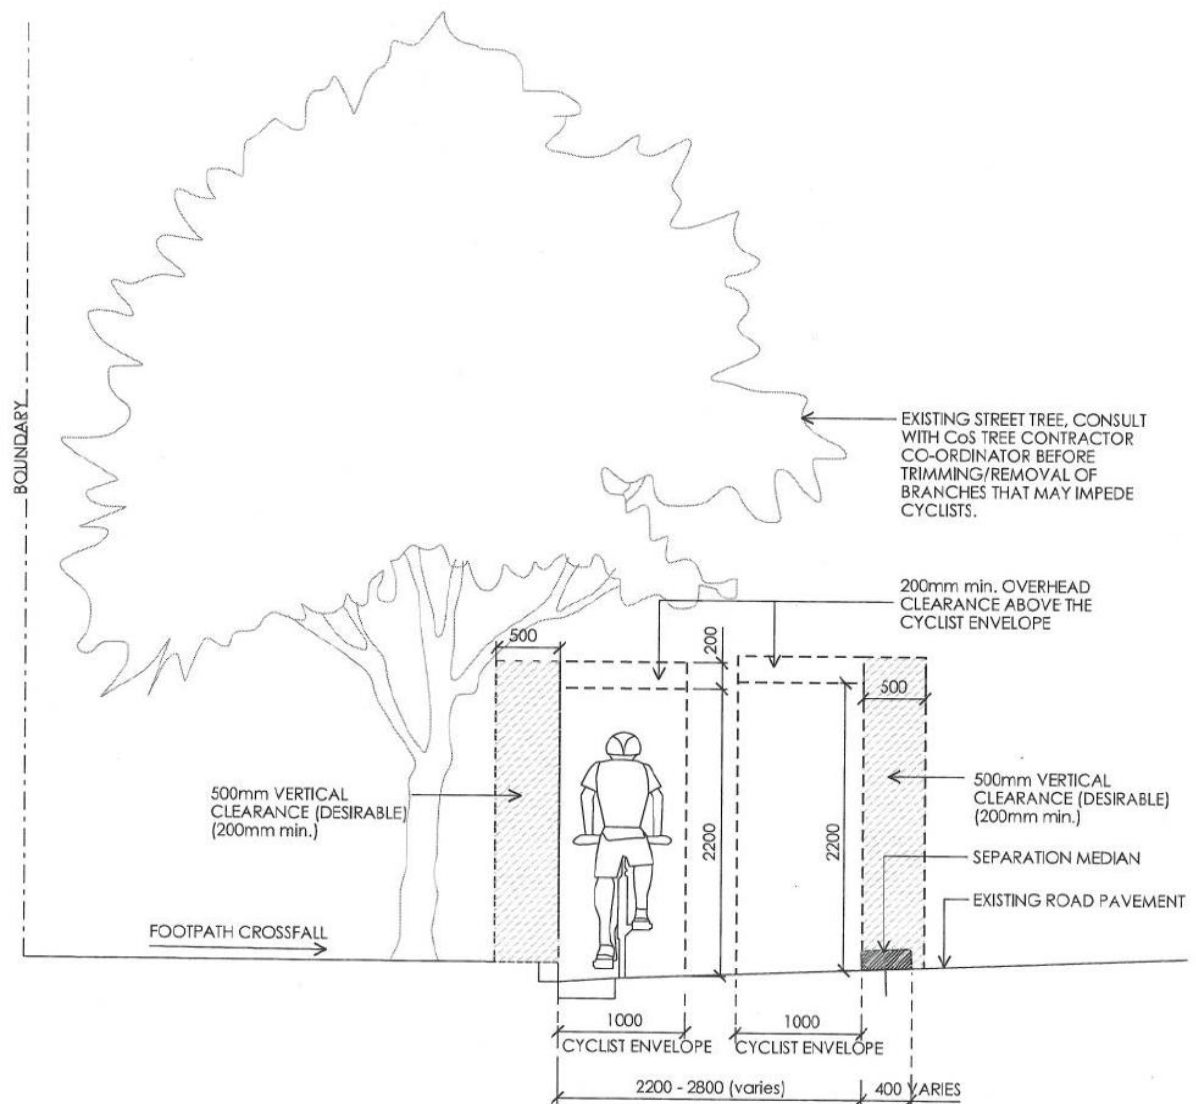 BOUNDARY
EXISTING STREET TREE, CONSULT
WITH CoS TREE CONTRACTOR
CO-ORDINATOR BEFORE
TRIMMING/REMOVAL OF
BRANCHES THAT MAY IMPEDE
CYCLISTS.
200mm min. OVERHEAD
CLEARANCE ABOVE THE
CYCLIST ENVELOPE
500
200
500
500mm VERTICAL
CLEARANCE (DESIRABLE)
(200mm min.)
2200
2200
500mm VERTICAL
CLEARANCE (DESIRABLE)
(200mm min.)
SEPARATION MEDIAN
EXISTING ROAD PAVEMENT
FOOTPATH CROSSFALL
1000
CYCLIST ENVELOPE
1000
CYCLIST ENVELOPE
2200 - 2800 (varies)
400 VARIES